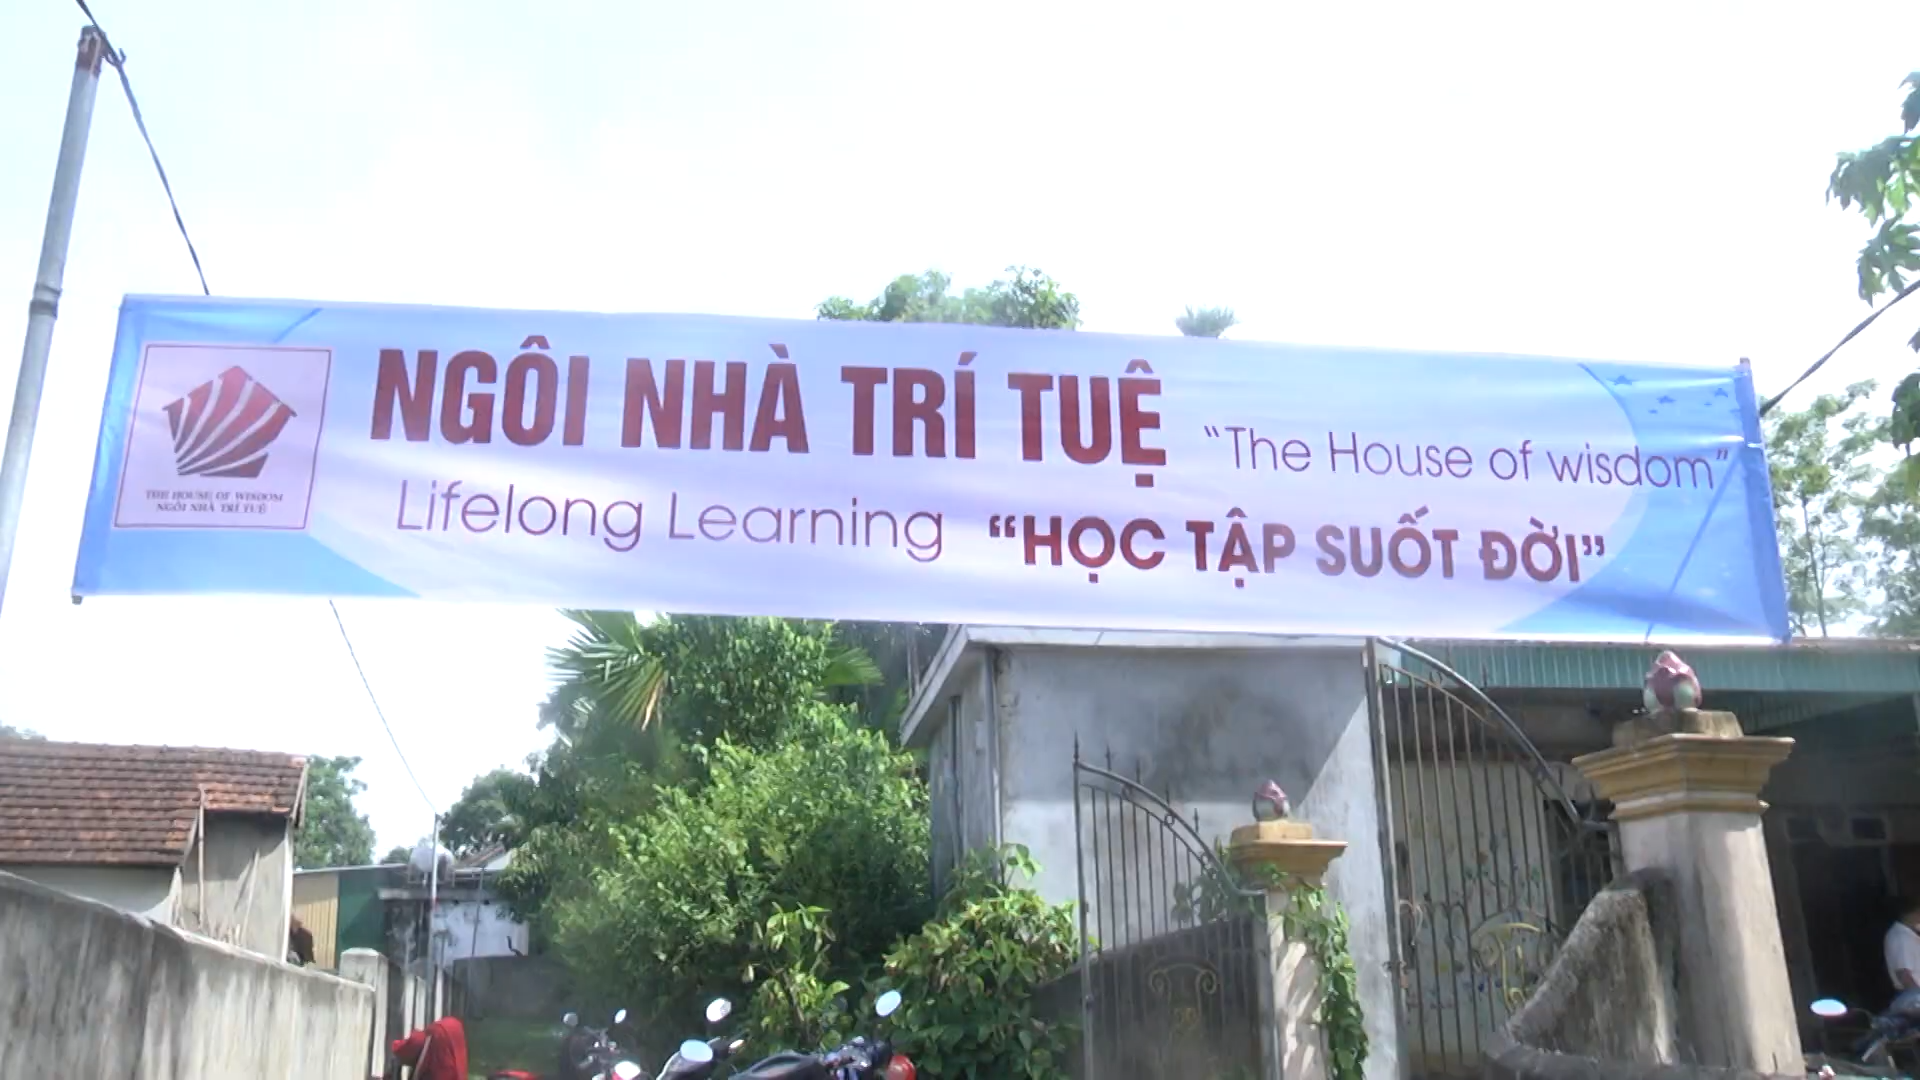 NGÔI NHÀ TRÍ TUỆ "The House of wisdom"
Lifelong Learning "HỌC TẬP SUỐT ĐỜI"
THE HOUSE OF WISDOM
NGÔI NHÀ TRÍ TUỆ